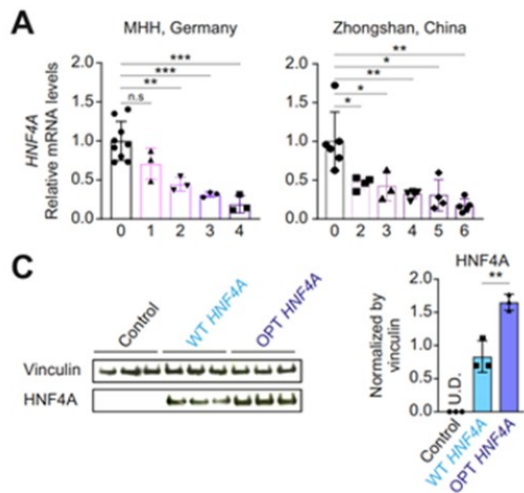 A
MHH, Germany
Zhongshan, China
HNF4A
Relative mRNA levels
2.0
1.5
1.0
0.5
0.0
***
***
**
n.s
0 1 2 3 4
2.0
1.5
1.0
0.5
0.0
**
*
**
*
*
0 2 3 4 5 6
C
Control
WT HNF4A
OPT HNF4A
Vinculin
HNF4A
HNF4A
Normalized by
vinculin
2.0
1.5
1.0
0.5
0.0
**
U.D.
Control
WT HNF4A
OPT HNF4A